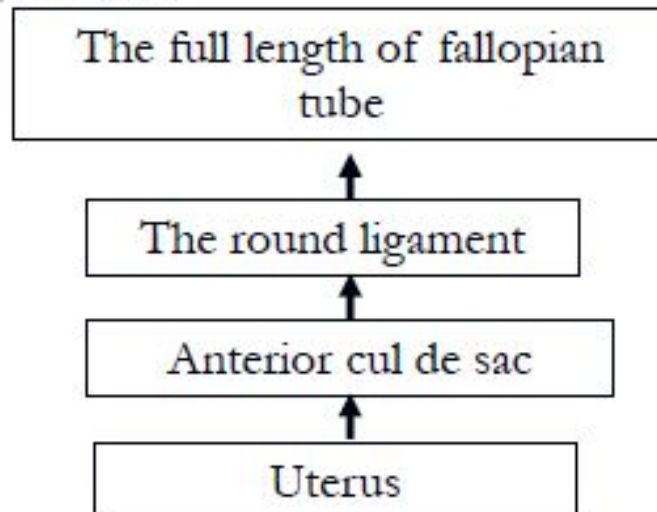 The full length of fallopian
tube
The round ligament
Anterior cul de sac
Uterus